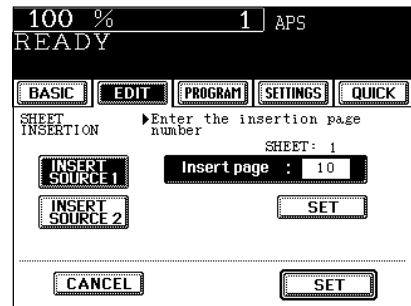 100 % 1 APS
READY
BASIC EDIT PROGRAM SETTINGS QUICK
SHEET INSERTION
▶Enter the insertion page number
SHEET: 1
INSERT SOURCE 1
Insert page : 10
INSERT SOURCE 2
SET
CANCEL SET